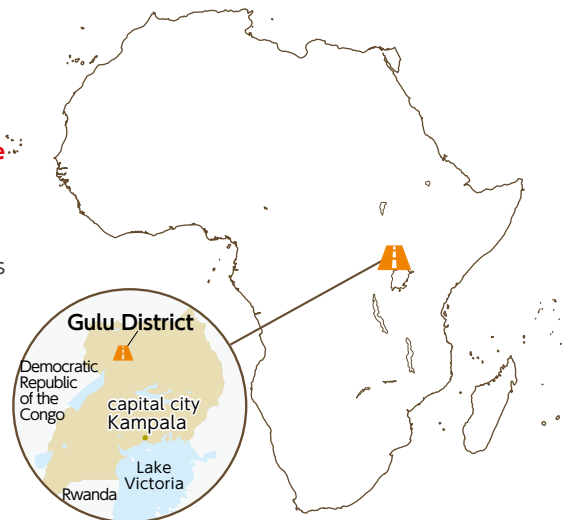 e
s
Gulu District
Democratic
Republic
of the
Congo
capital city
Kampala
Lake
Victoria
Rwanda